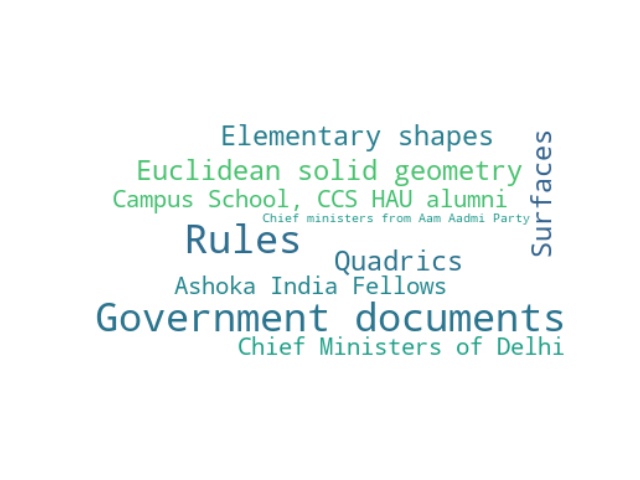 Elementary shapes
Surfaces
Euclidean solid geometry
Campus School, CCS HAU alumni
Chief ministers from Aam Aadmi Party
Rules
Quadrics
Ashoka India Fellows
Government documents
Chief Ministers of Delhi